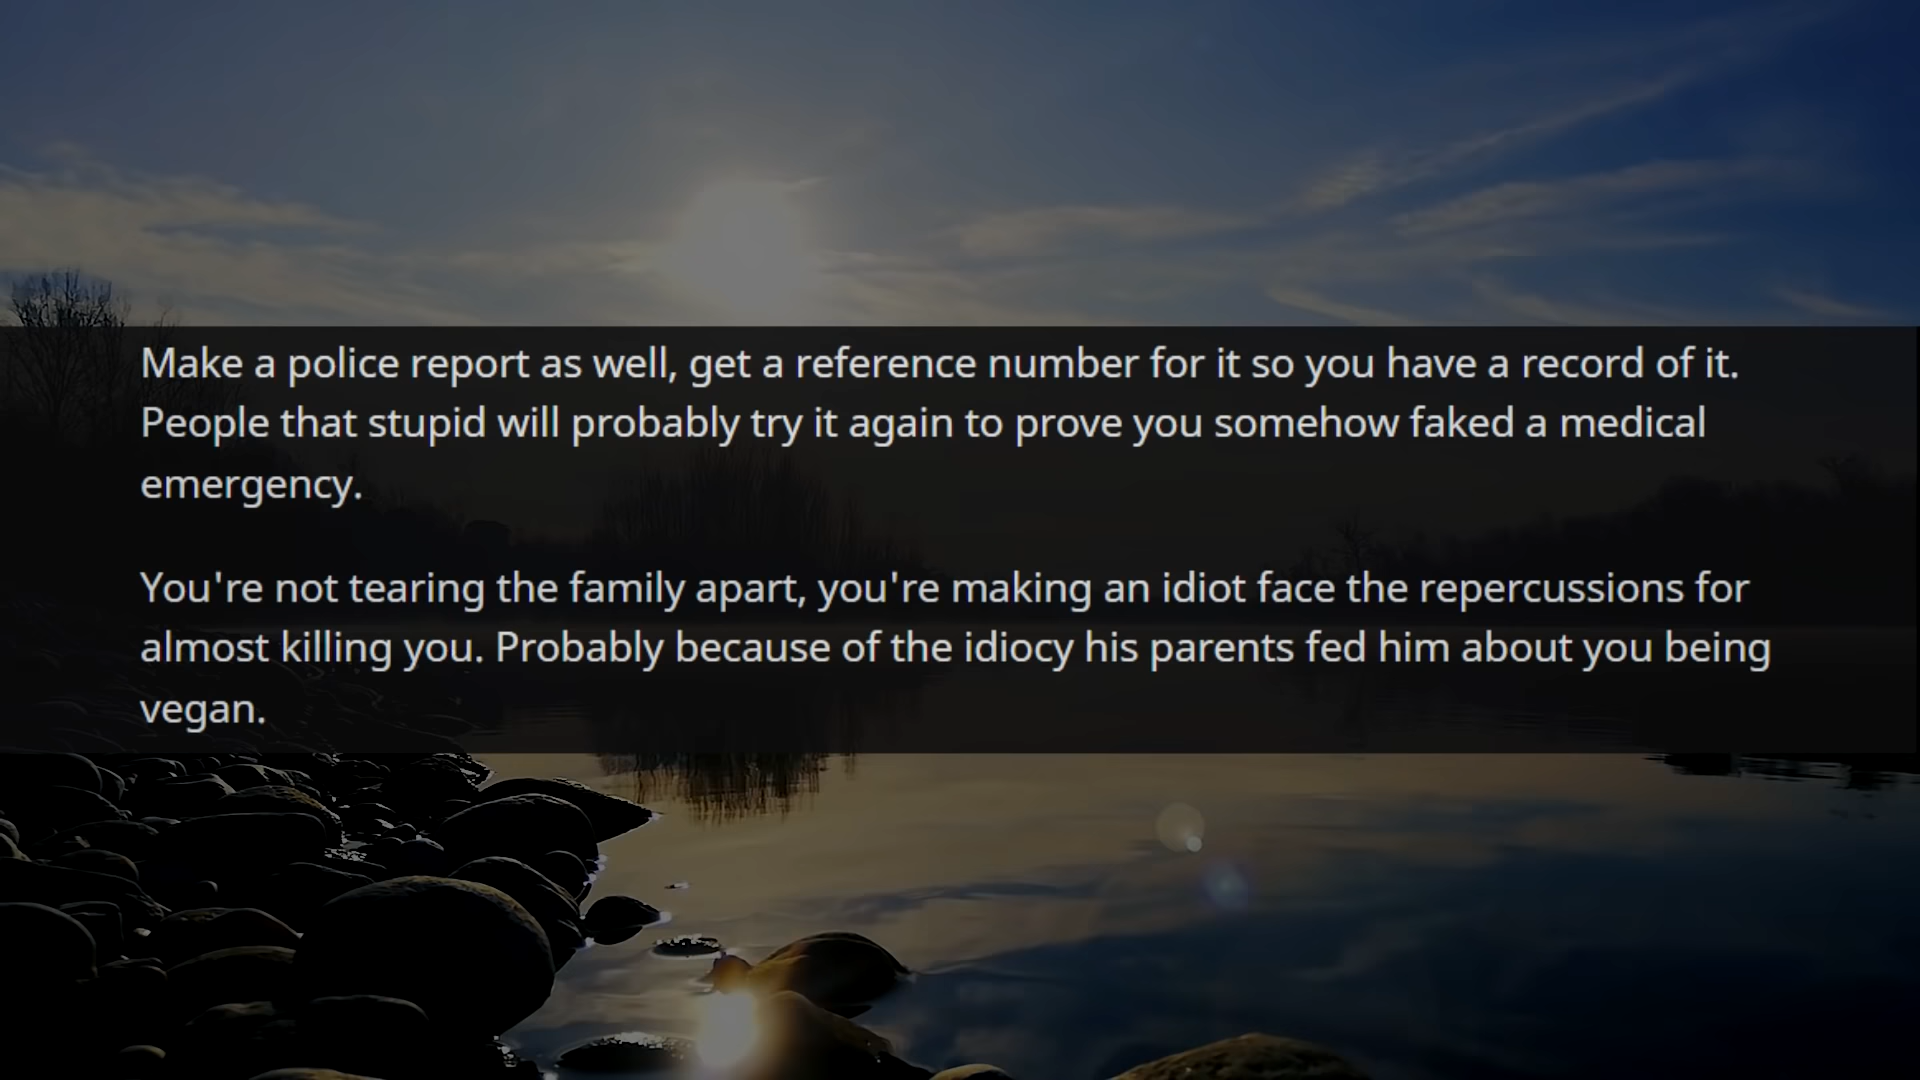 Make a police report as well, get a reference number for it so you have a record of it.
People that stupid will probably try it again to prove you somehow faked a medical
emergency.
You're not tearing the family apart, you're making an idiot face the repercussions for
almost killing you. Probably because of the idiocy his parents fed him about you being
vegan.